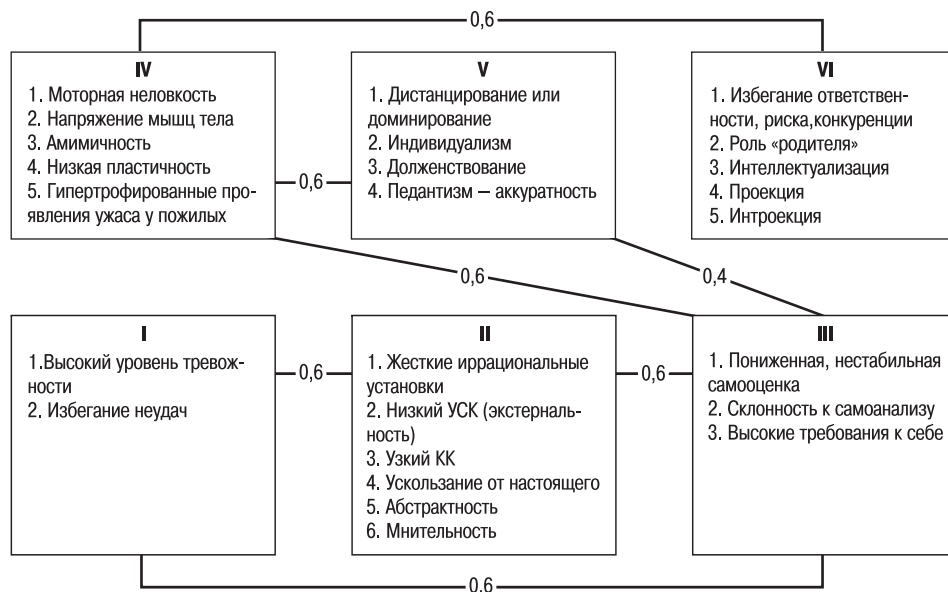 0,6
IV
1. Моторная неловкость
2. Напряжение мышц тела
3. Амимичность
4. Низкая пластичность
5. Гипертрофированные про-
явления ужаса у пожилых
0,6
V
1. Дистанцирование или
доминирование
2. Индивидуализм
3. Долженствование
4. Педантизм – аккуратность
VI
1. Избегание ответствен-
ности, риска,конкуренции
2. Роль «родителя»
3. Интеллектуализация
4. Проекция
5. Интроекция
0,6
0,4
I
1.Высокий уровень тревож-
ности
2. Избегание неудач
0,6
II
1. Жесткие иррациональные
установки
2. Низкий УСК (экстерналь-
ность)
3. Узкий КК
4. Ускользание от настоящего
5. Абстрактность
6. Мнительность
0,6
III
1. Пониженная, нестабильная
самооценка
2. Склонность к самоанализу
3. Высокие требования к себе
0,6